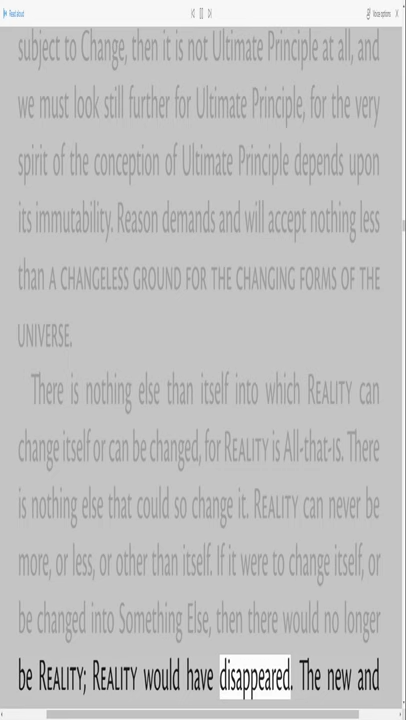 Read aloud
Voice options
subject to Change, then it is not Ultimate Principle at all, and
we must look still further for Ultimate Principle, for the very
spirit of the conception of Ultimate Principle depends upon
its immutability. Reason demands and will accept nothing less
than A CHANGELESS GROUND FOR THE CHANGING FORMS OF THE
UNIVERSE.
There is nothing else than itself into which REALITY can
change itself or can be changed, for REALITY is All-that-IS. There
is nothing else that could so change it. REALITY can never be
more, or less, or other than itself. If it were to change itself, or
be changed into Something Else, then there would no longer
be REALITY; REALITY would have disappeared. The new and